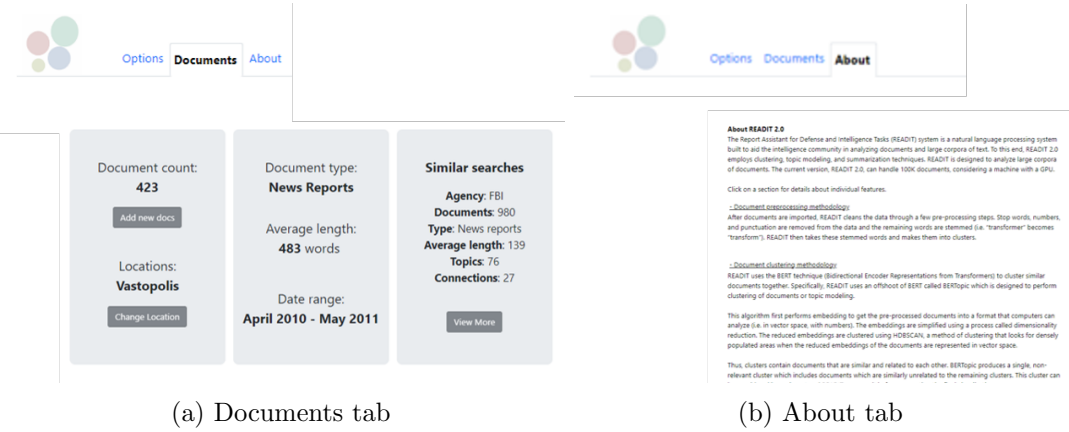 Options Documents About
Document count:
423
Add new docs
Locations:
Vastopolis
Change Location
Document type:
News Reports
Average length:
483 words
Date range:
April 2010 - May 2011
Similar searches
Agency: FBI
Documents: 980
Type: News reports
Average length: 139
Topics: 76
Connections: 27
View More
(a) Documents tab
Options Documents About
About READIT 2.0
The Report Assistant for Defense and Intelligence Tasks (READIT) system is a natural language processing system
built to aid the intelligence community in analyzing documents and large corpora of text. To this end, READIT 2.0
employs clustering, topic modeling, and summarization techniques. READIT is designed to analyze large corpora
of documents. The current version, READIT 2.0, can handle 100K documents, considering a machine with a GPU.
Click on a section for details about individual features.
- Document preprocessing methodology
After documents are imported, READIT cleans the data through a few pre-processing steps. Stop words, numbers,
and punctuation are removed from the data and the remaining words are stemmed (i.e. "transformer" becomes
"transform"). READIT then takes these stemmed words and makes them into clusters.
- Document clustering methodology
READIT uses the BERT technique (Bidirectional Encoder Representations from Transformers) to cluster similar
documents together. Specifically, READIT uses an offshoot of BERT called BERTopic which is designed to perform
clustering of documents or topic modeling.
This algorithm first performs embedding to get the pre-processed documents into a format that computers can
analyze (i.e. in vector space, with numbers). The embeddings are simplified using a process called dimensionality
reduction. The reduced embeddings are clustered using HDBSCAN, a method of clustering that looks for densely
populated areas when the reduced embeddings of the documents are represented in vector space.
Thus, clusters contain documents that are similar and related to each other. BERTopic produces a single, non-
relevant cluster which includes documents which are similarly unrelated to the remaining clusters. This cluster can
(b) About tab